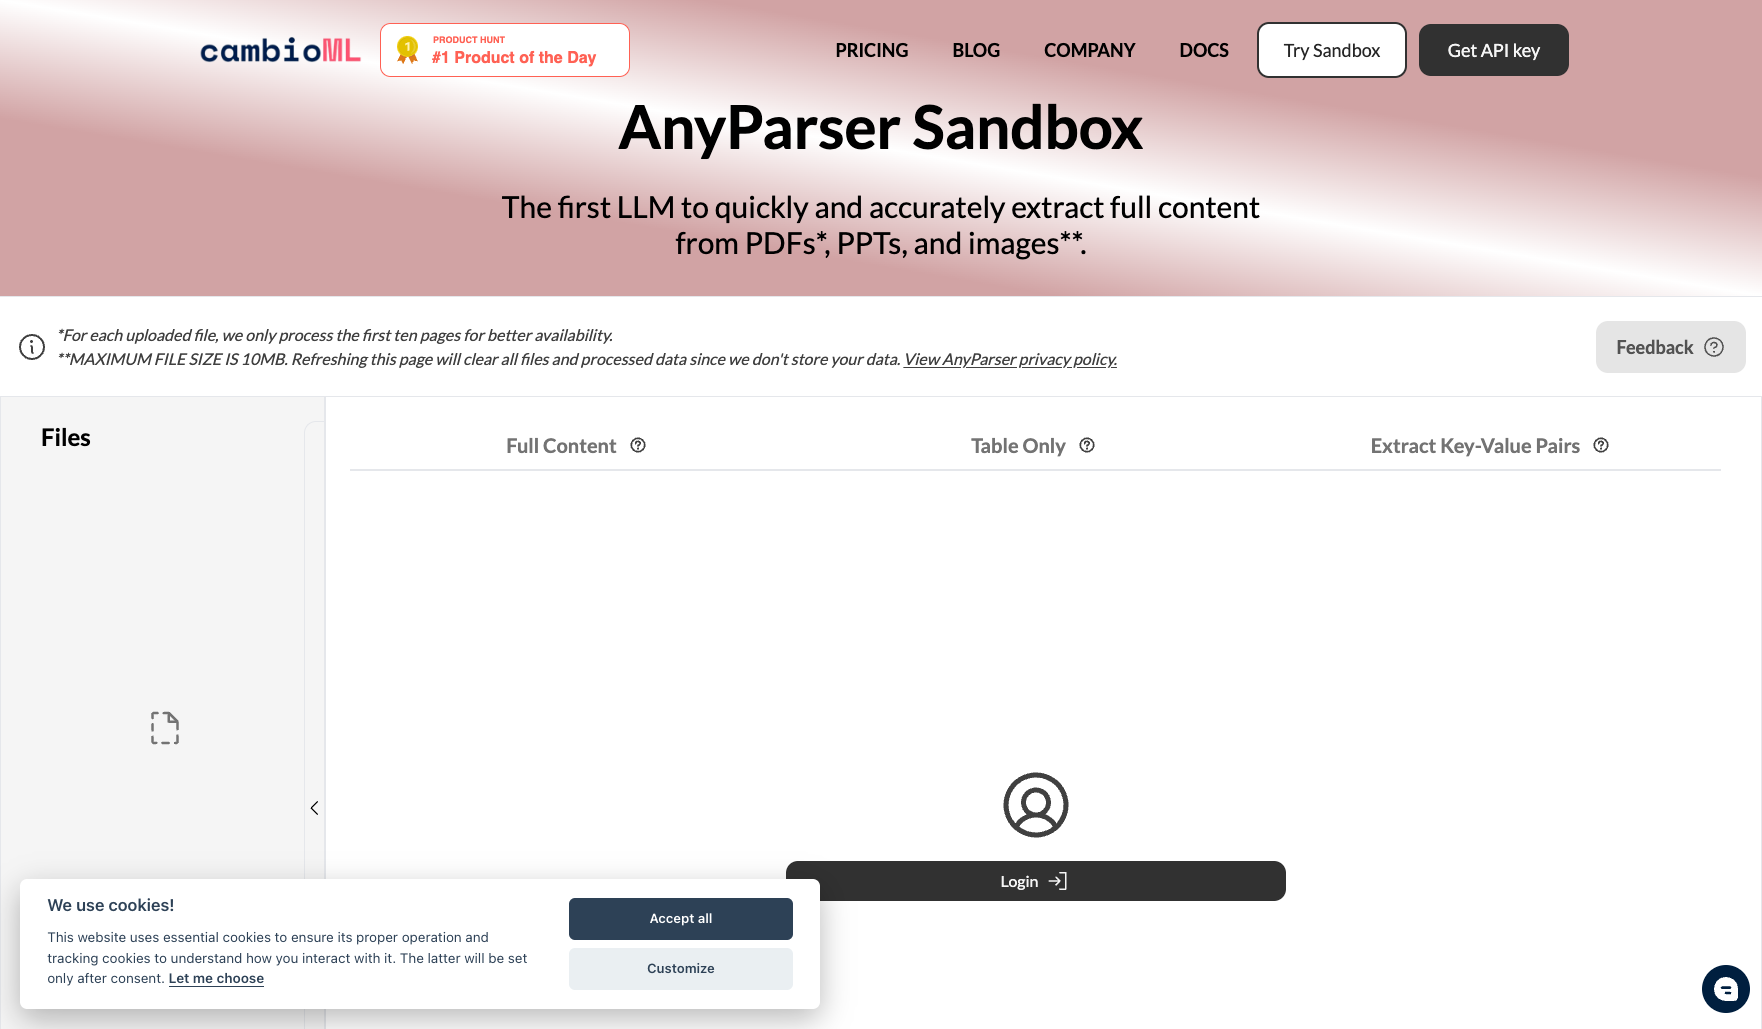 cambioML
1
PRODUCT HUNT
#1 Product of the Day
PRICING
BLOG
COMPANY
DOCS
Try Sandbox
Get API key
AnyParser Sandbox
The first LLM to quickly and accurately extract full content
from PDFs*, PPTs, and images**.
*For each uploaded file, we only process the first ten pages for better availability.
**MAXIMUM FILE SIZE IS 10MB. Refreshing this page will clear all files and processed data since we don't store your data. View AnyParser privacy policy.
Feedback
Files
Full Content
Table Only
Extract Key-Value Pairs
Login
We use cookies!
This website uses essential cookies to ensure its proper operation and
tracking cookies to understand how you interact with it. The latter will be set
only after consent. Let me choose
Accept all
Customize